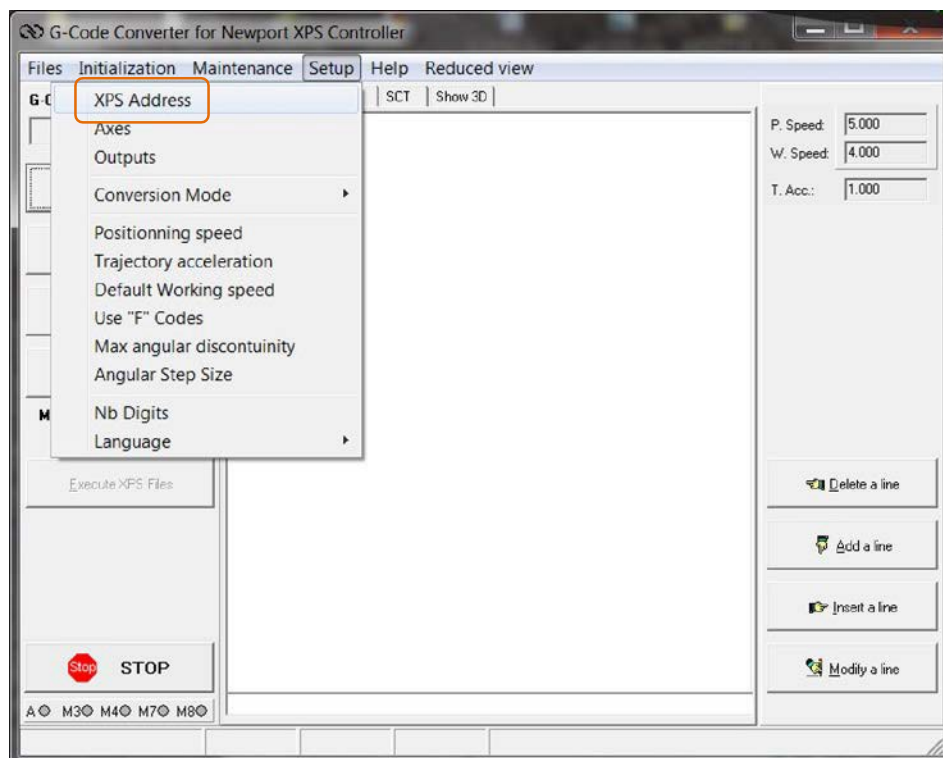 G-Code Converter for Newport XPS Controller
Files Initialization Maintenance Setup Help Reduced view
SCT Show 3D
XPS Address
Axes
Outputs
Conversion Mode
Positionning speed
Trajectory acceleration
Default Working speed
Use "F" Codes
Max angular discontuinity
Angular Step Size
Nb Digits
Language
P. Speed: 5.000
W. Speed: 4.000
T. Acc.: 1.000
M
Execute XPS Files
Delete a line
Add a line
Insert a line
Modify a line
Stop STOP
A M3 M4 M7 M8